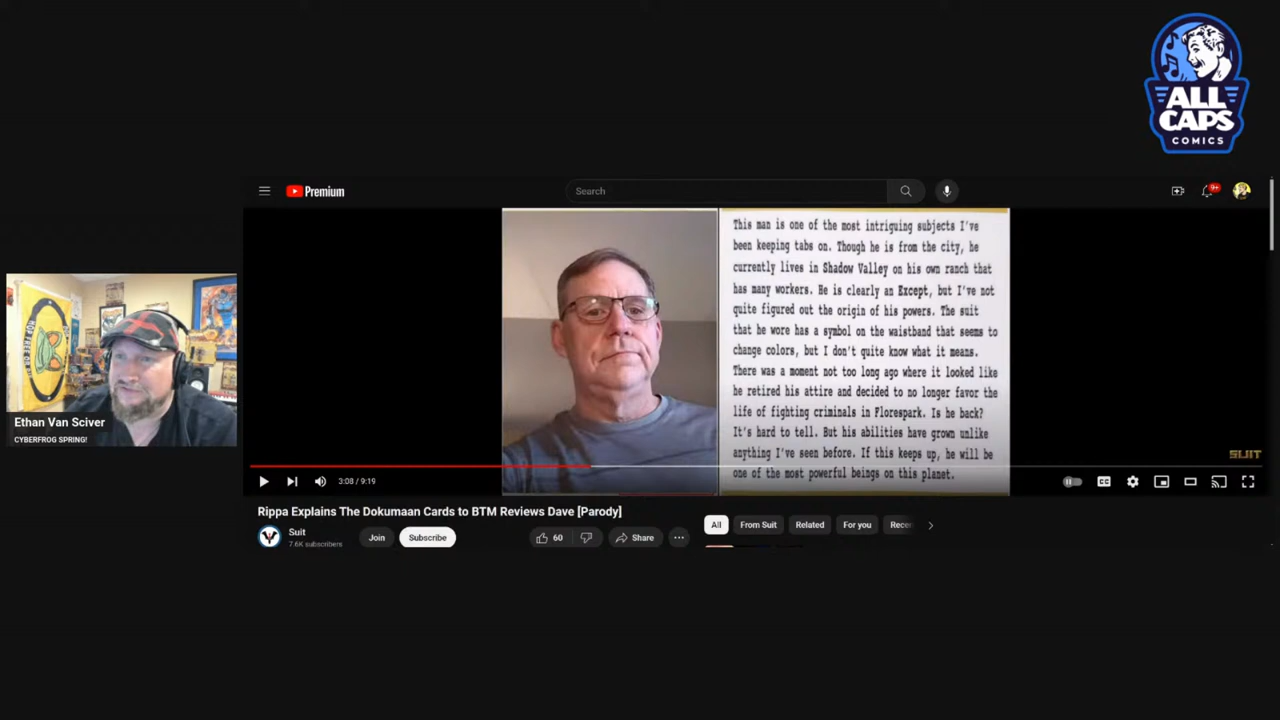 ALL
CAPS
COMICS
Premium
Search
9+
This man is one of the most intriguing subjects I've
been keeping tabs on. Though he is from the city, he
currently lives in Shadow Valley on his own ranch that
has many workers. He is clearly an Except, but I've not
quite figured out the origin of his powers. The suit
that he wore has a symbol on the waistband that seems to
change colors, but I don't quite know what it means.
There was a moment not too long ago where it looked like
he retired his attire and decided to no longer favor the
life of fighting criminals in Florespark. Is he back?
It's hard to tell. But his abilities have grown unlike
anything I've seen before. If this keeps up, he will be
one of the most powerful beings on this planet.
SUIT
Ethan Van Sciver
CYBERFROG SPRING!
3:08 / 9:19
CC
Rippa Explains The Dokumaan Cards to BTM Reviews Dave [Parody]
Suit
7.6K subscribers
Join
Subscribe
60
Share
All
From Suit
Related
For you
Recen